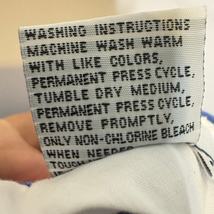 WASHING INSTRUCTIONS
MACHINE WASH WARM
WITH LIKE COLORS,
PERMANENT PRESS CYCLE,
TUMBLE DRY MEDIUM,
PERMANENT PRESS CYCLE,
REMOVE PROMPTLY,
ONLY NON-CHLORINE BLEACH
WHEN NEEDED
TOUCH